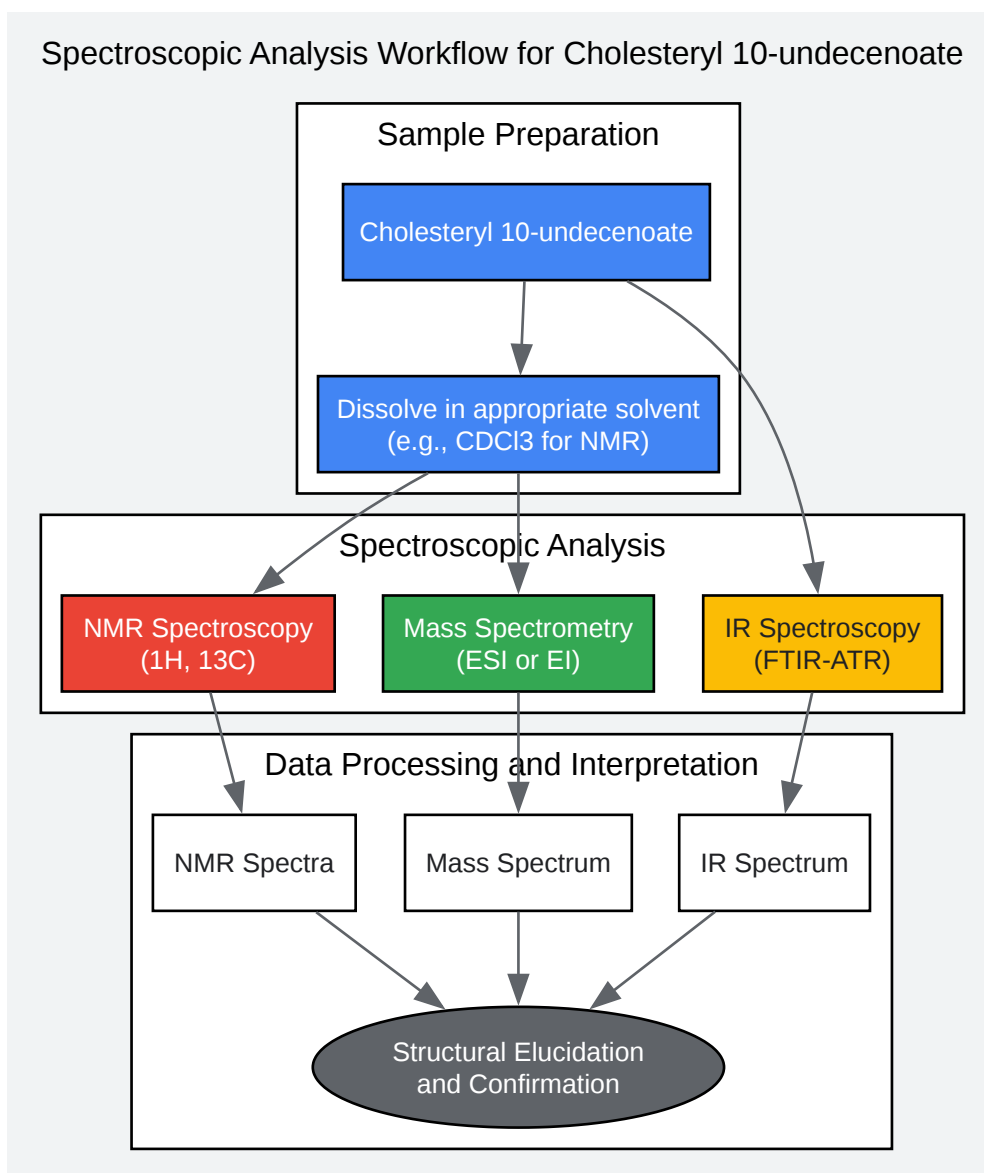 Spectroscopic Analysis Workflow for Cholesteryl 10-undecenoate
Sample Preparation
Cholesteryl 10-undecenoate
Dissolve in appropriate solvent
(e.g., CDCl3 for NMR)
Spectroscopic Analysis
NMR Spectroscopy
(1H, 13C)
Mass Spectrometry
(ESI or EI)
IR Spectroscopy
(FTIR-ATR)
Data Processing and Interpretation
NMR Spectra
Mass Spectrum
IR Spectrum
Structural Elucidation
and Confirmation